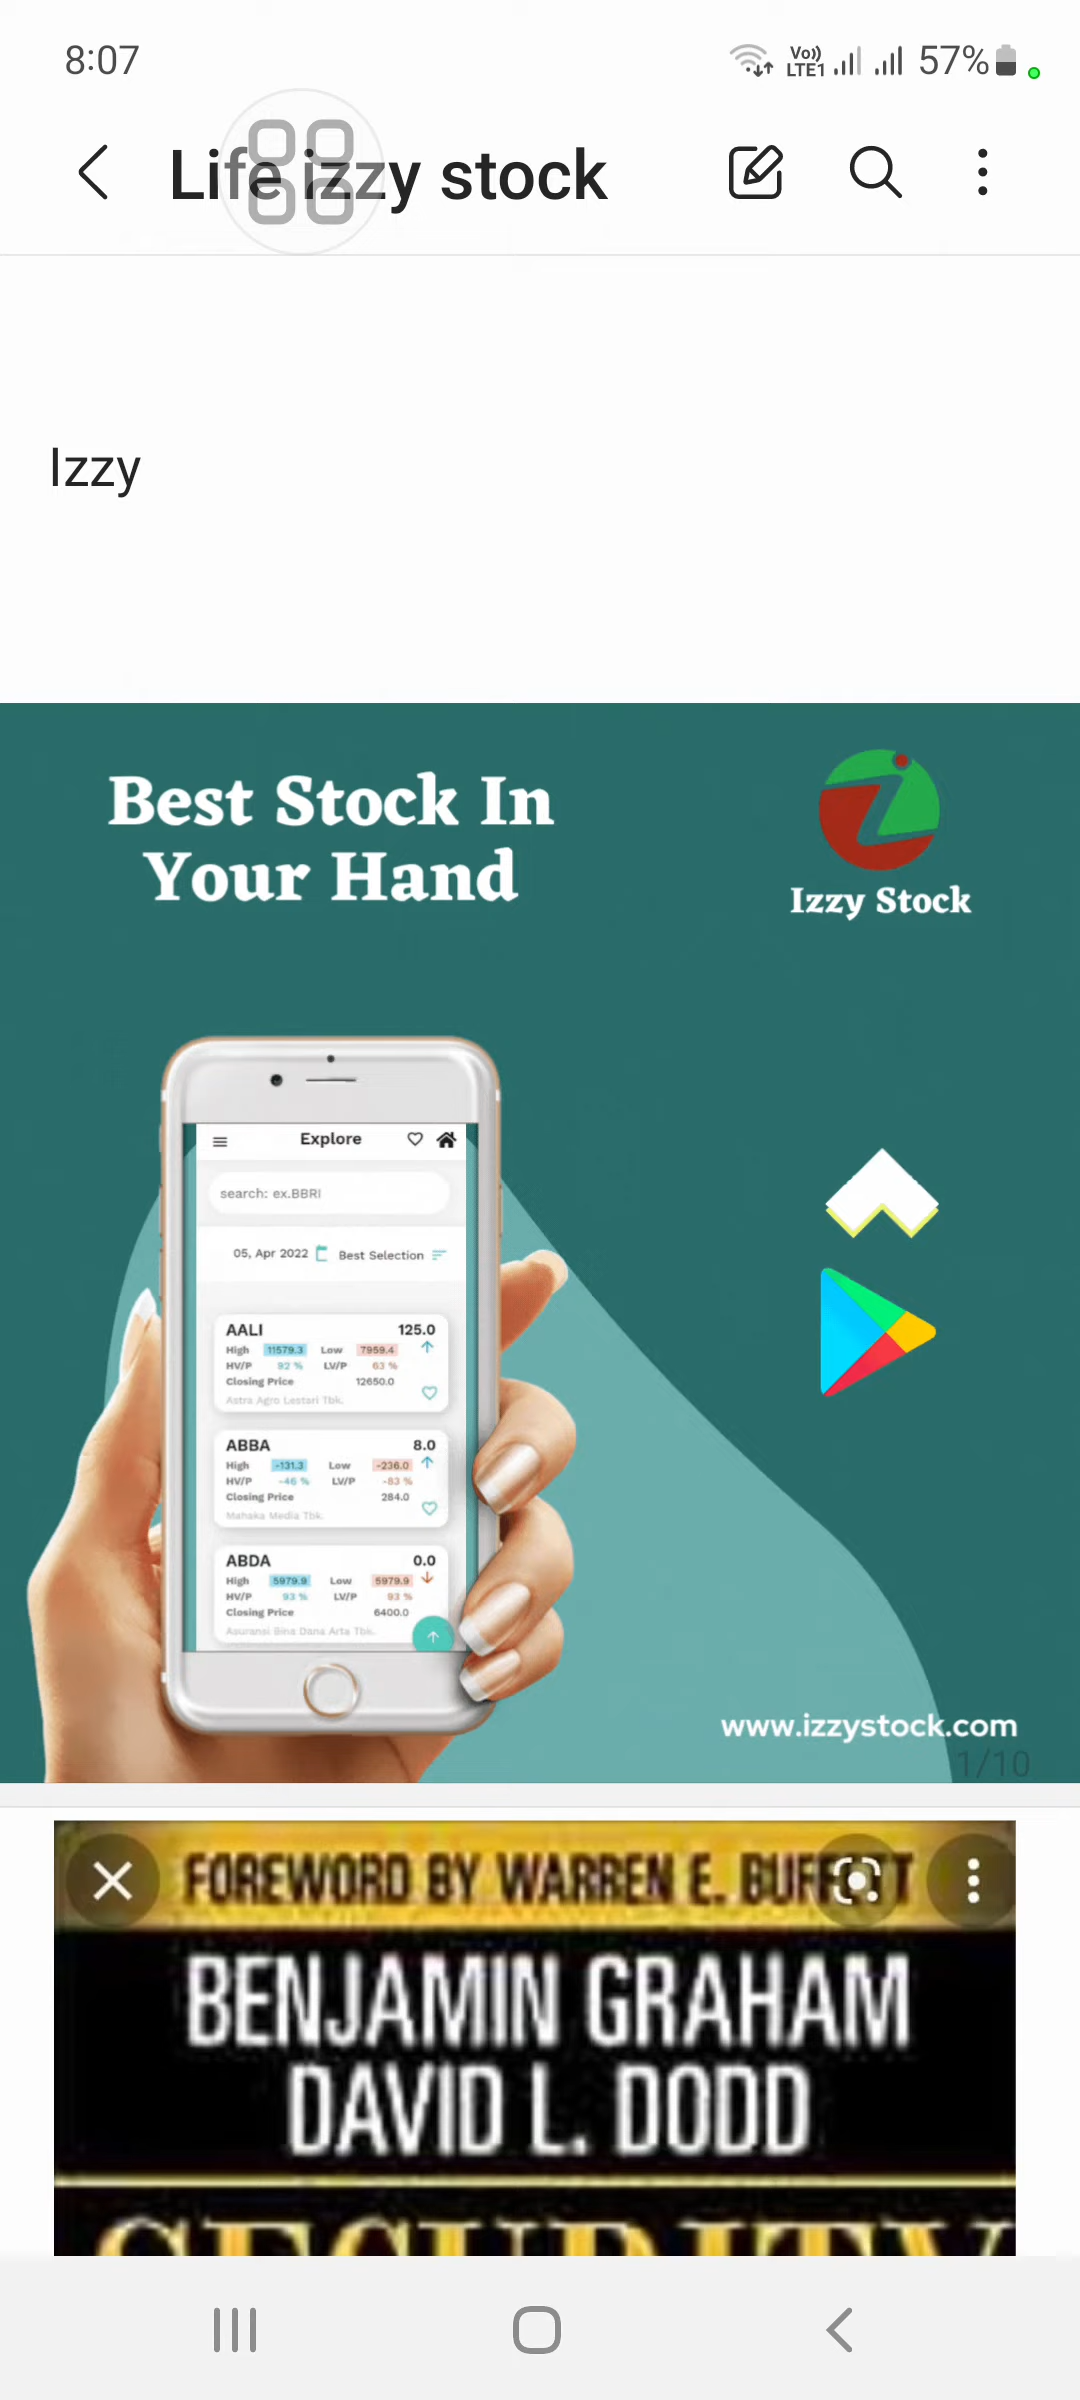 8:07
Vo))
LTE1
57%
Life izzy stock
Izzy
Best Stock In
Your Hand
Izzy Stock
Explore
search: ex.BBRI
05, Apr 2022 Best Selection
AALI 125.0
High 11579.3 Low 7959.4
HV/P 92 % LV/P 63 %
Closing Price 12650.0
Astra Agro Lestari Tbk.
ABBA 8.0
High -131.3 Low -236.0
HV/P -46 % LV/P -83 %
Closing Price 284.0
Mahaka Media Tbk.
ABDA 0.0
High 5979.9 Low 5979.9
HV/P 93 % LV/P 93 %
Closing Price 6400.0
Asuransi Bina Dana Arta Tbk.
www.izzystock.com
1/10
FOREWORD BY WARREN E. BUFFETT
BENJAMIN GRAHAM
DAVID L. DODD
SECURITY